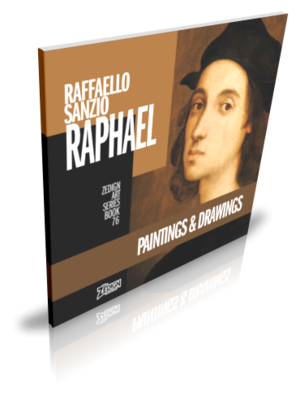 RAFFAELLO
SANZIO
RAPHAEL
ZEDIGN
ART
SERIES
BOOK
76
PAINTINGS & DRAWINGS